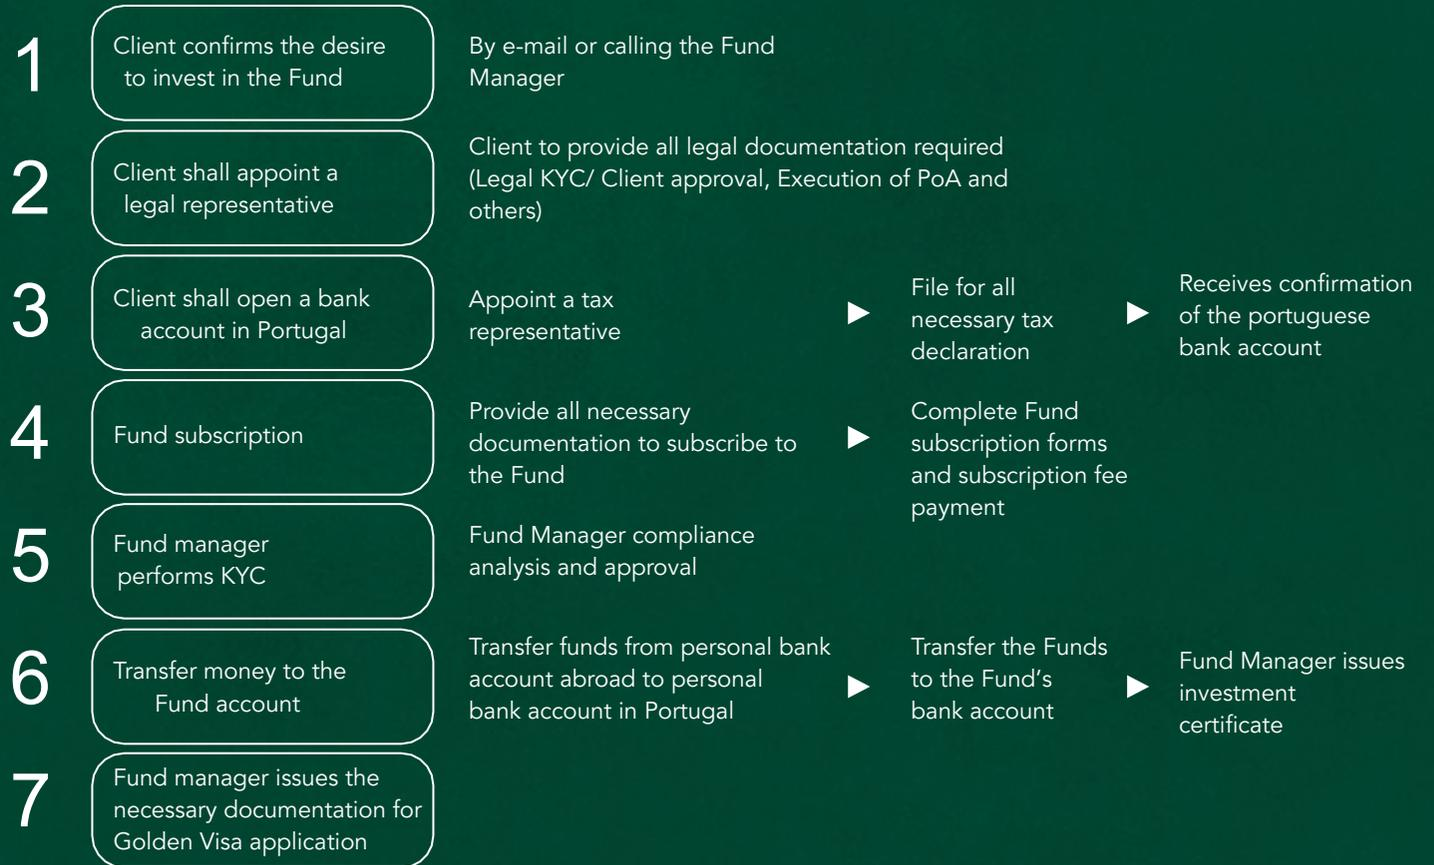 1
Client confirms the desire
to invest in the Fund
By e-mail or calling the Fund
Manager
2
Client shall appoint a
legal representative
Client to provide all legal documentation required
(Legal KYC/ Client approval, Execution of PoA and
others)
3
Client shall open a bank
account in Portugal
Appoint a tax
representative
File for all
necessary tax
declaration
Receives confirmation
of the portuguese
bank account
4
Fund subscription
Provide all necessary
documentation to subscribe to
the Fund
Complete Fund
subscription forms
and subscription fee
payment
5
Fund manager
performs KYC
Fund Manager compliance
analysis and approval
6
Transfer money to the
Fund account
Transfer funds from personal bank
account abroad to personal
bank account in Portugal
Transfer the Funds
to the Fund’s
bank account
Fund Manager issues
investment
certificate
7
Fund manager issues the
necessary documentation for
Golden Visa application